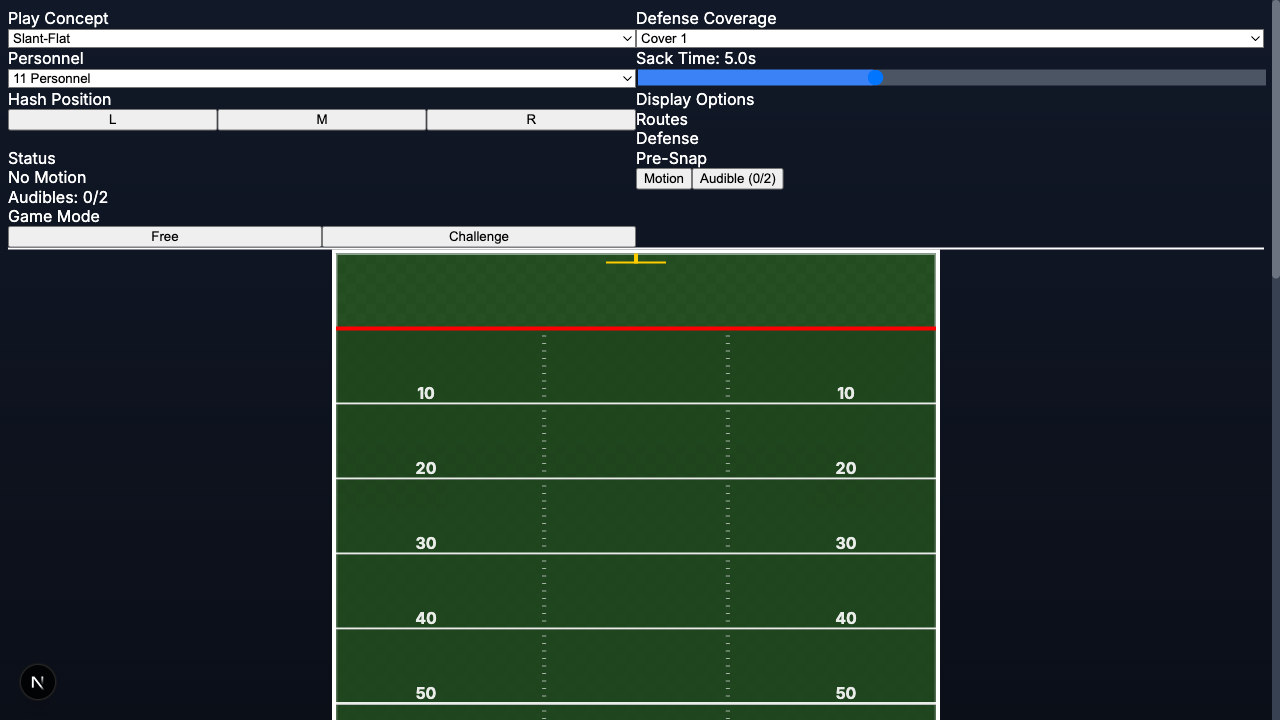 Play Concept
Slant-Flat
Defense Coverage
Cover 1
Personnel
11 Personnel
Sack Time: 5.0s
Hash Position
L M R
Display Options
Routes
Defense
Status
No Motion
Audibles: 0/2
Pre-Snap
Motion Audible (0/2)
Game Mode
Free Challenge
10 10
20 20
30 30
40 40
50 50
N